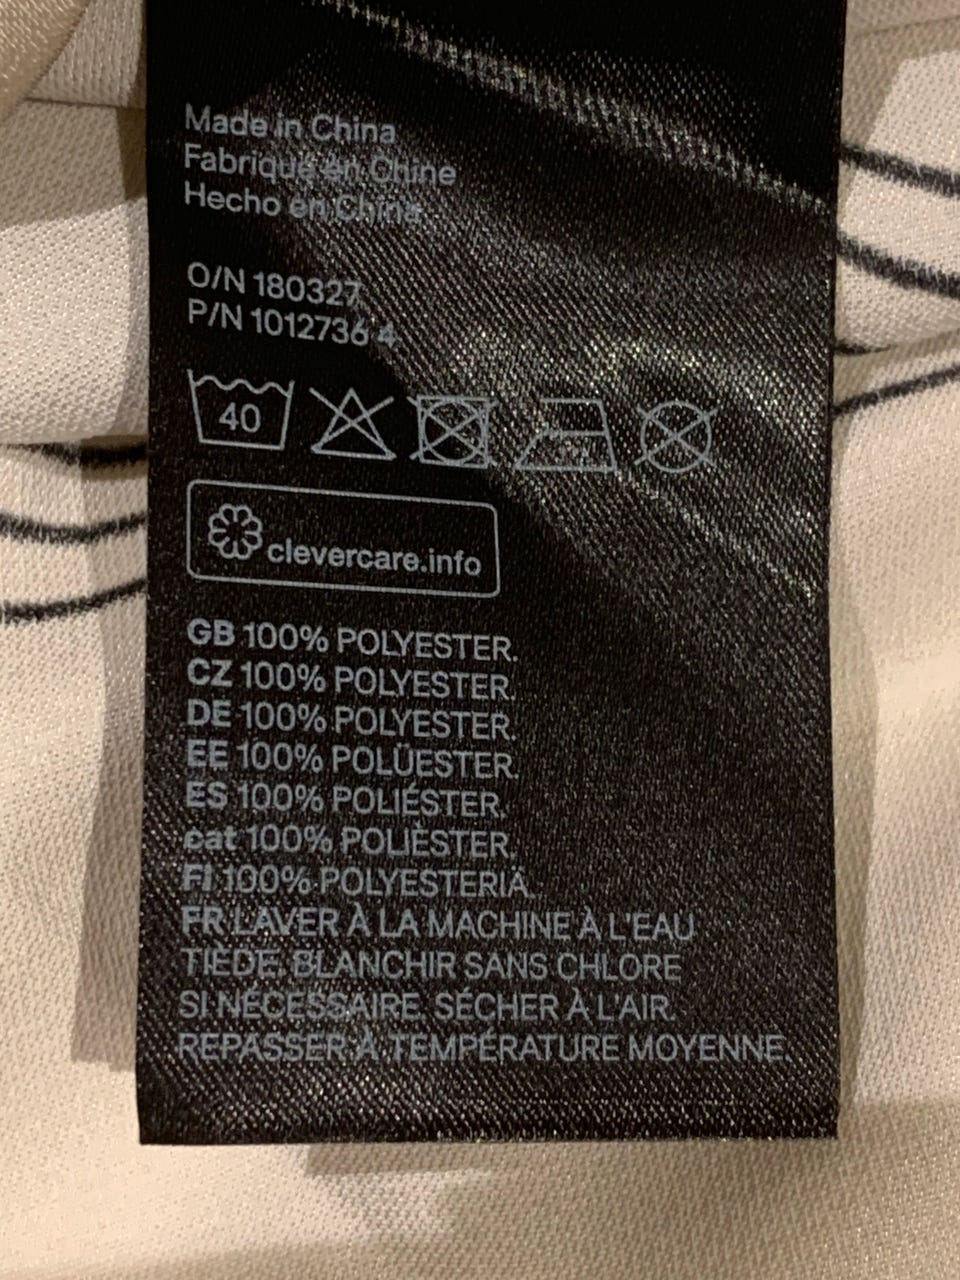 Made in China
Fabriqué en Chine
Hecho en China
O/N 180327
P/N 1012736 4
40
clevercare.info
GB 100% POLYESTER.
CZ 100% POLYESTER.
DE 100% POLYESTER.
EE 100% POLÜESTER.
ES 100% POLIÉSTER.
cat 100% POLIÈSTER.
FI 100% POLYESTERIÄ.
FR LAVER À LA MACHINE À L'EAU
TIÈDE. BLANCHIR SANS CHLORE
SI NÉCESSAIRE. SÉCHER À L'AIR.
REPASSER À TEMPÉRATURE MOYENNE.